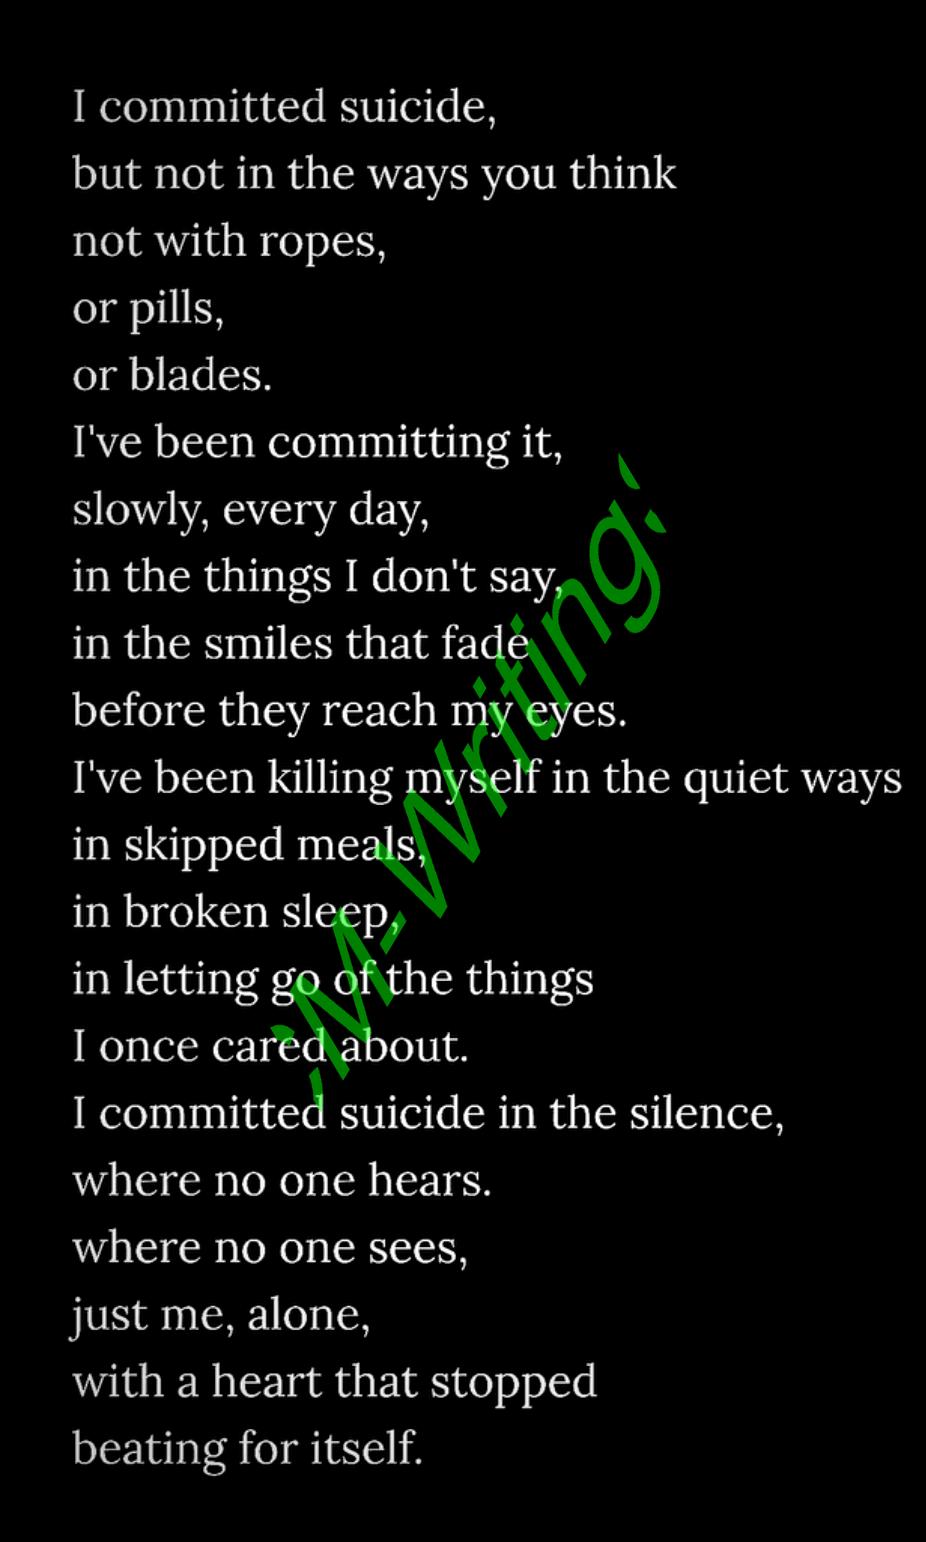 I committed suicide,
but not in the ways you think
not with ropes,
or pills,
or blades.
I've been committing it,
slowly, every day,
in the things I don't say,
in the smiles that fade
before they reach my eyes.
I've been killing myself in the quiet ways
in skipped meals,
in broken sleep,
in letting go of the things
I once cared about.
I committed suicide in the silence,
where no one hears.
where no one sees,
just me, alone,
with a heart that stopped
beating for itself.
;M-Writing;